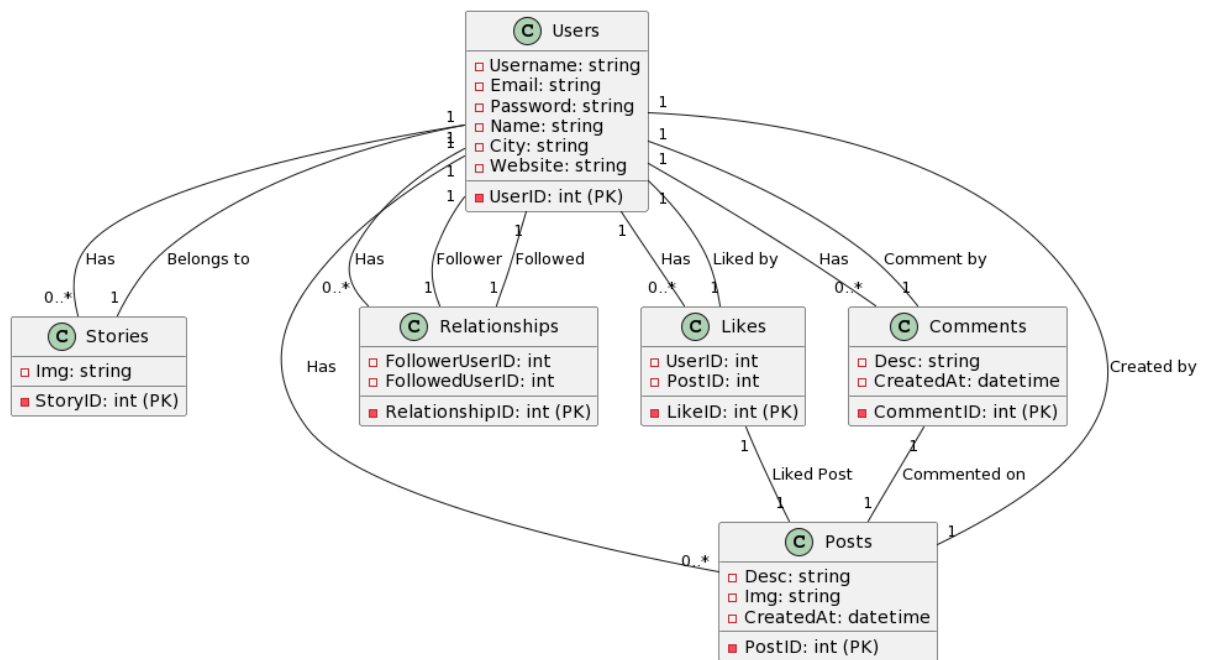 C Users
Username: string
Email: string
Password: string
Name: string
City: string
Website: string
UserID: int (PK)
1
1
1
1
1
1
1
1
1
1
1
Has
Belongs to
Has
Follower
Followed
Has
Liked by
Has
Comment by
0..*
1
0..*
1
1
0..*
1
0..*
1
C Stories
Img: string
StoryID: int (PK)
C Relationships
FollowerUserID: int
FollowedUserID: int
RelationshipID: int (PK)
C Likes
UserID: int
PostID: int
LikeID: int (PK)
C Comments
Desc: string
CreatedAt: datetime
CommentID: int (PK)
Has
Created by
1
1
Liked Post
Commented on
1
1
0..*
1
C Posts
Desc: string
Img: string
CreatedAt: datetime
PostID: int (PK)